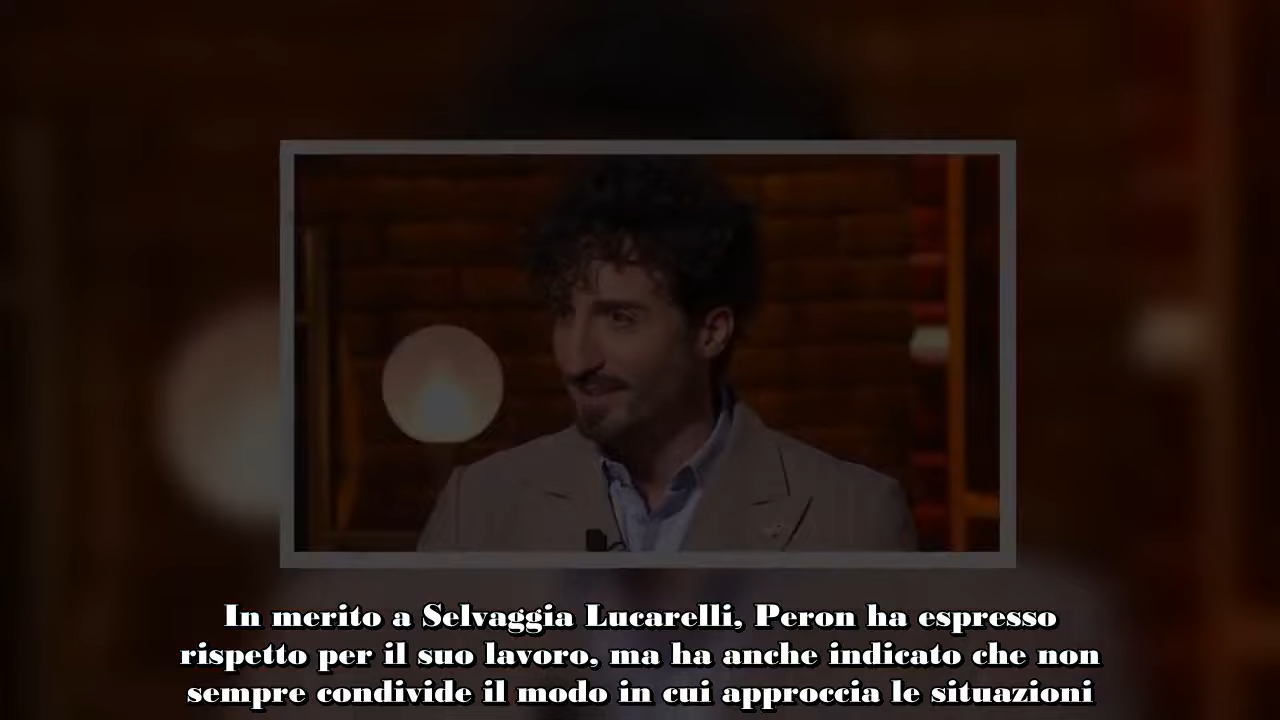 In merito a Selvaggia Lucarelli, Peron ha espresso
rispetto per il suo lavoro, ma ha anche indicato che non
sempre condivide il modo in cui approccia le situazioni